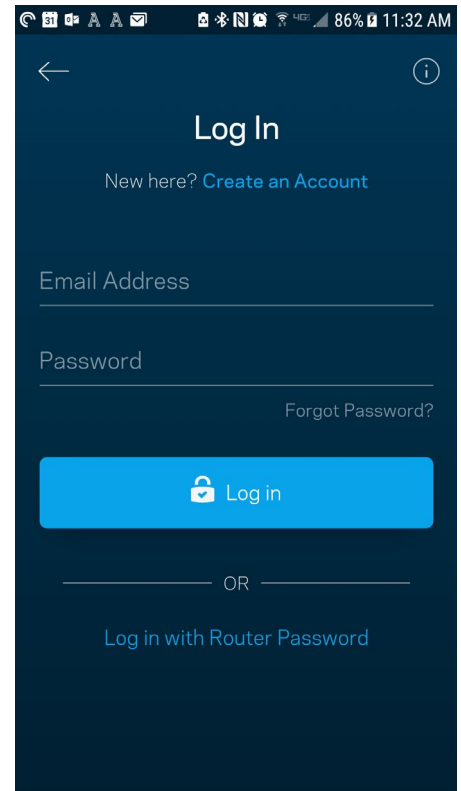 31 86% 11:32 AM
Log In
New here? Create an Account
Email Address
Password
Forgot Password?
Log in
OR
Log in with Router Password